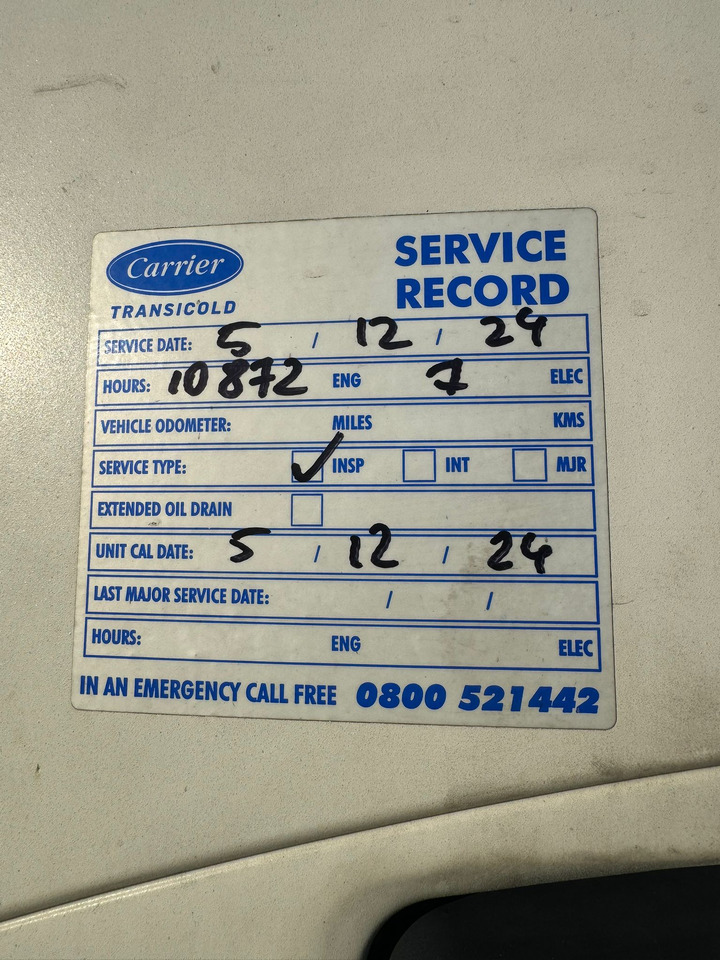 Carrier
TRANSICOLD
SERVICE
RECORD
SERVICE DATE: 5 / 12 / 24
HOURS: 10872 ENG 7 ELEC
VEHICLE ODOMETER: MILES KMS
SERVICE TYPE: ✓ INSP INT MJR
EXTENDED OIL DRAIN
UNIT CAL DATE: 5 / 12 / 24
LAST MAJOR SERVICE DATE: / /
HOURS: ENG ELEC
IN AN EMERGENCY CALL FREE 0800 521442